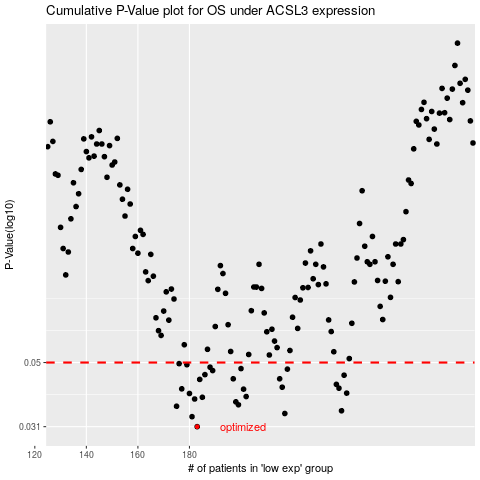 Cumulative P-Value plot for OS under ACSL3 expression
P-Value(log10)
0.05
0.031
optimized
120 140 160 180
# of patients in 'low exp' group